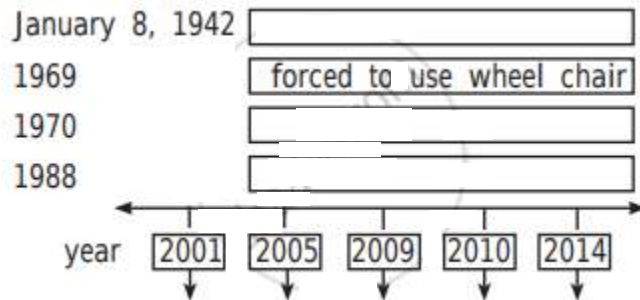 January 8, 1942
1969 forced to use wheel chair
1970
1988
year 2001 2005 2009 2010 2014